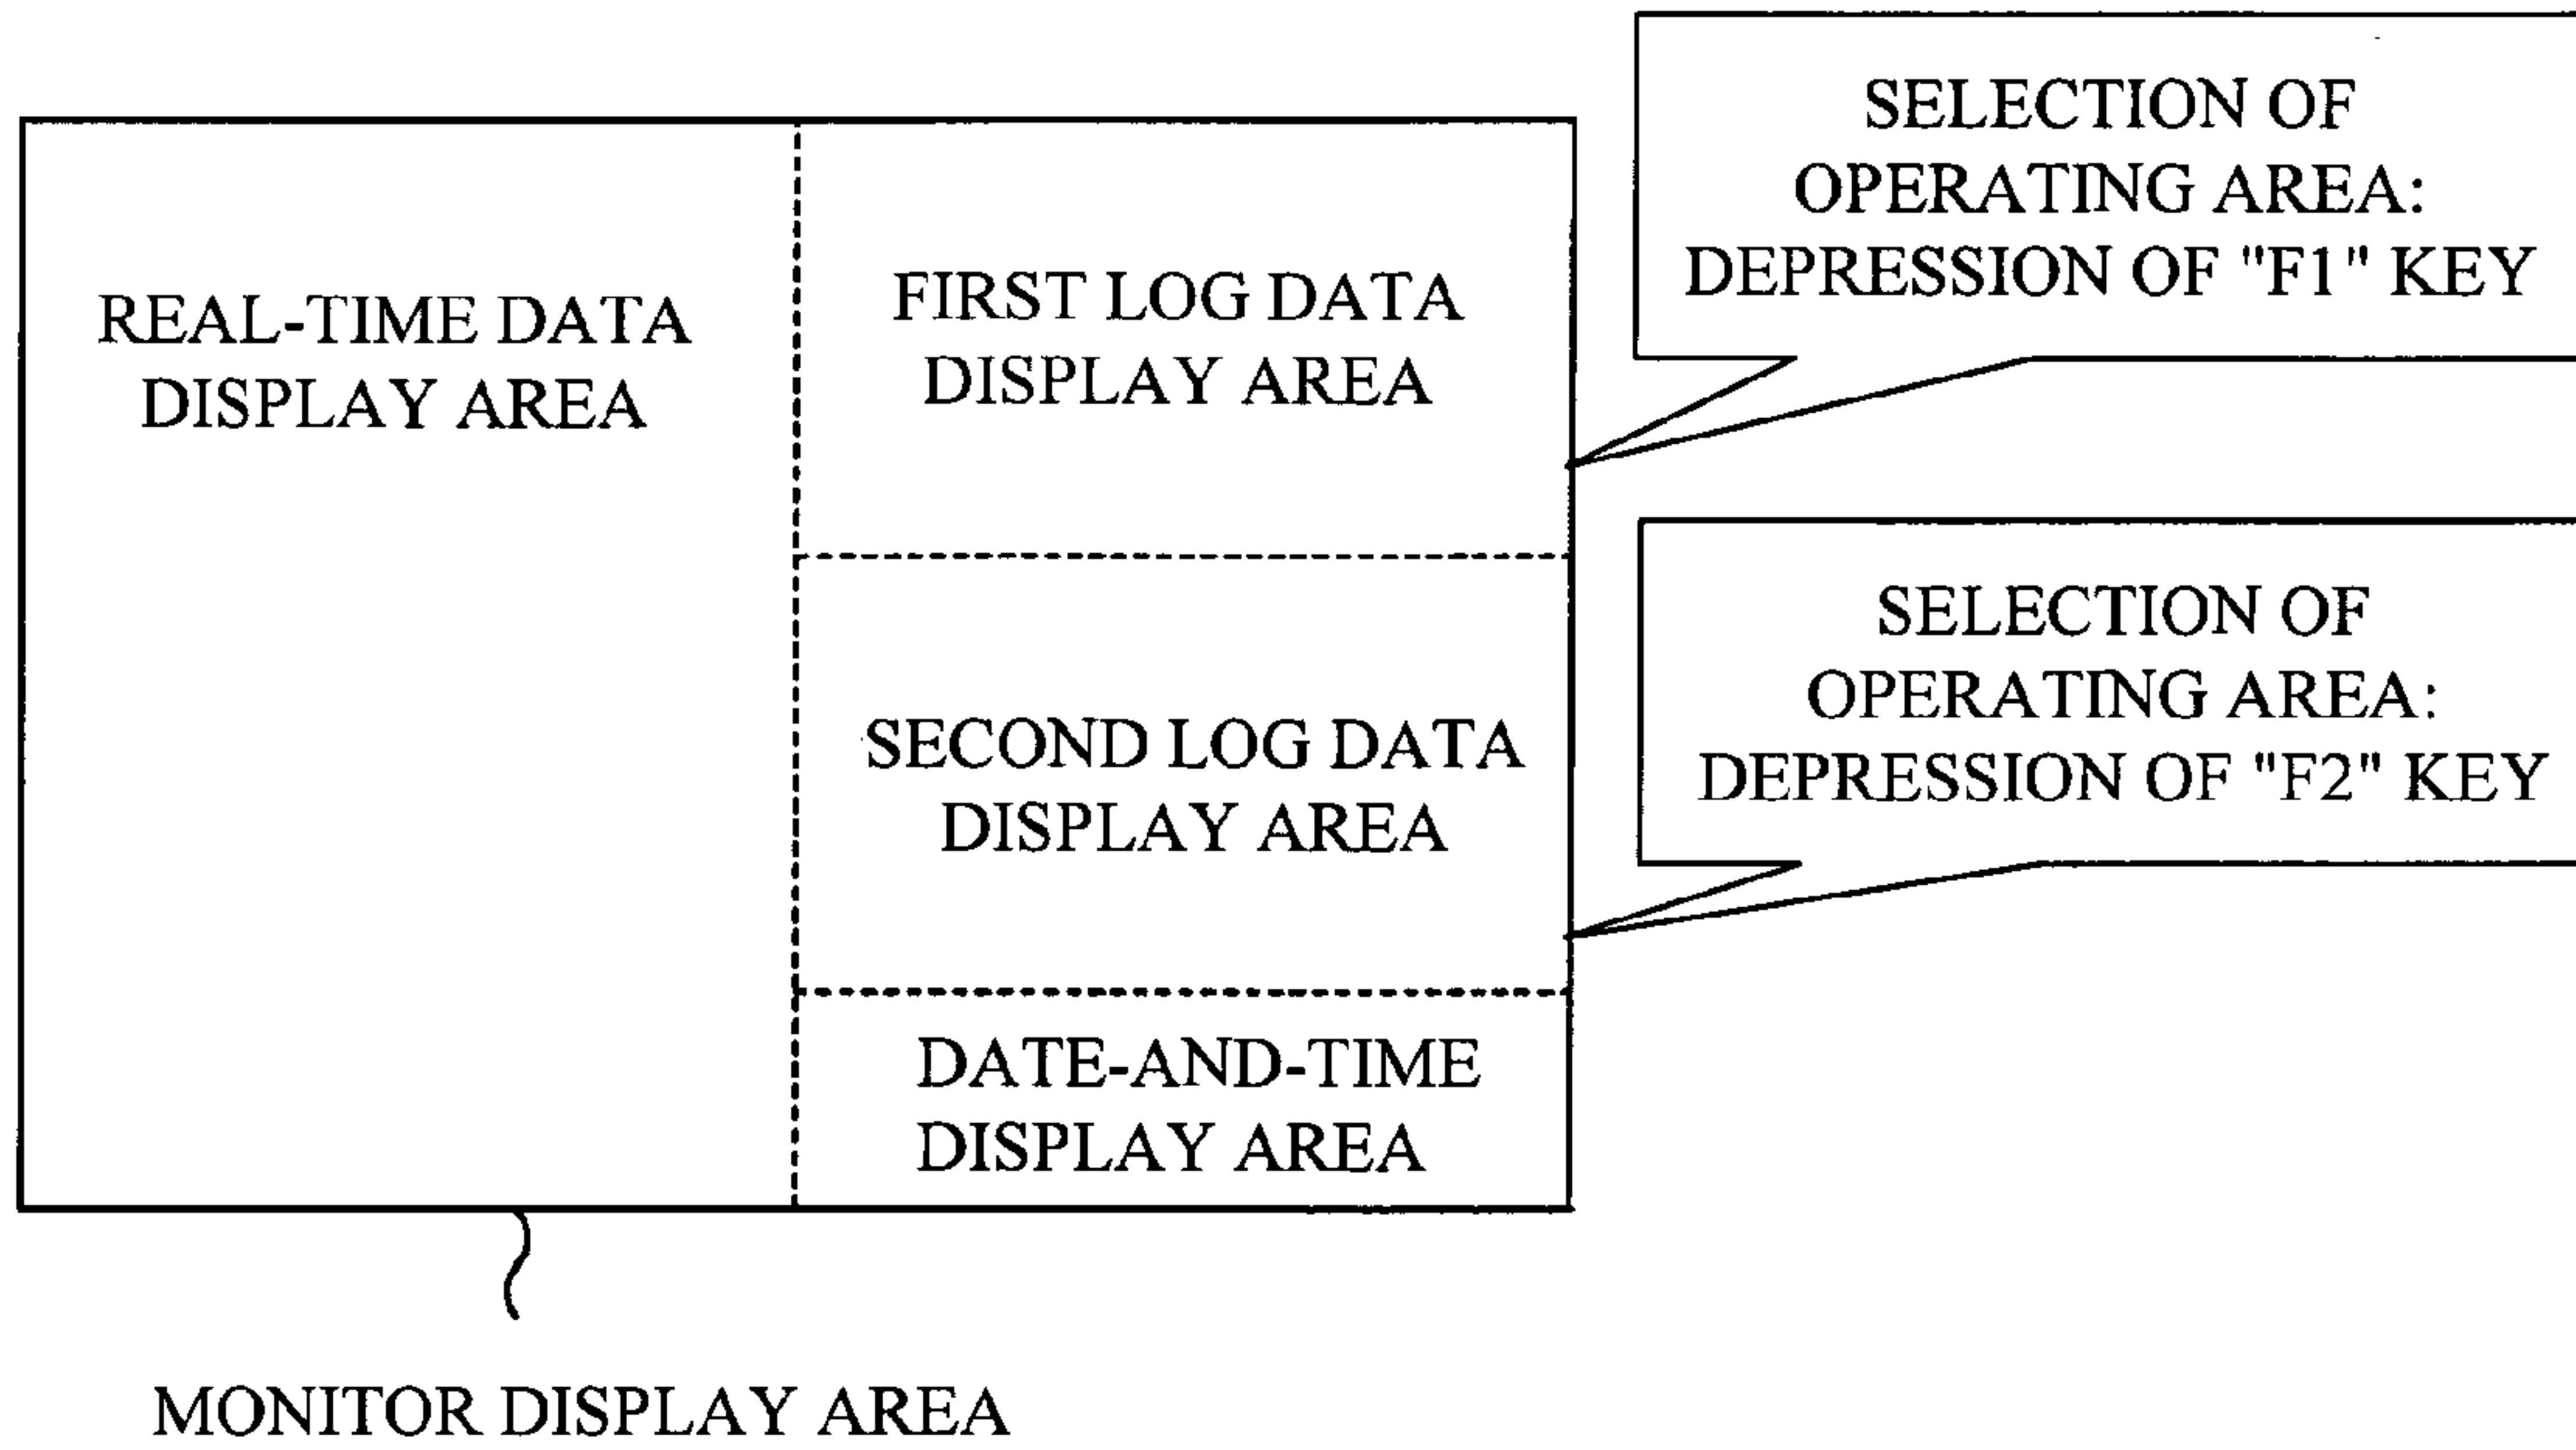 REAL-TIME DATA
DISPLAY AREA
FIRST LOG DATA
DISPLAY AREA
SECOND LOG DATA
DISPLAY AREA
DATE-AND-TIME
DISPLAY AREA
SELECTION OF
OPERATING AREA:
DEPRESSION OF "F1" KEY
SELECTION OF
OPERATING AREA:
DEPRESSION OF "F2" KEY
MONITOR DISPLAY AREA